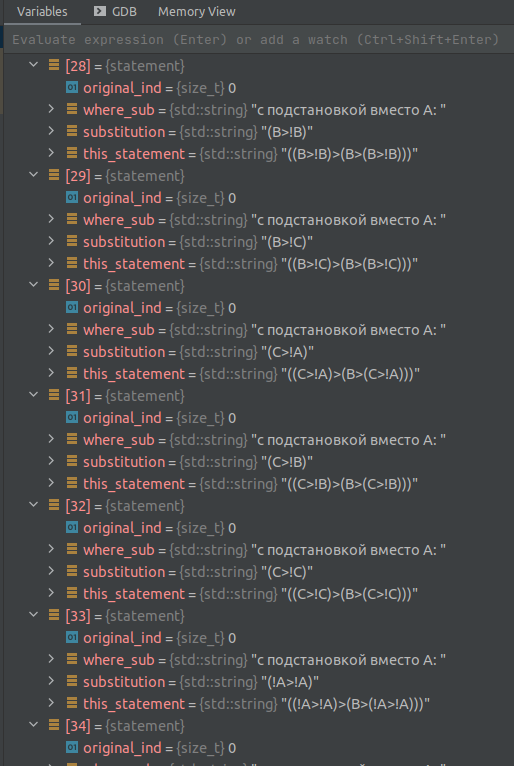 Variables GDB Memory View
Evaluate expression (Enter) or add a watch (Ctrl+Shift+Enter)
[28] = {statement}
original_ind = {size_t} 0
where_sub = {std::string} "с подстановкой вместо A: "
substitution = {std::string} "(B>!B)"
this_statement = {std::string} "((B>!B)>(B>(B>!B)))"
[29] = {statement}
original_ind = {size_t} 0
where_sub = {std::string} "с подстановкой вместо A: "
substitution = {std::string} "(B>!C)"
this_statement = {std::string} "((B>!C)>(B>(B>!C)))"
[30] = {statement}
original_ind = {size_t} 0
where_sub = {std::string} "с подстановкой вместо A: "
substitution = {std::string} "(C>!A)"
this_statement = {std::string} "((C>!A)>(B>(C>!A)))"
[31] = {statement}
original_ind = {size_t} 0
where_sub = {std::string} "с подстановкой вместо A: "
substitution = {std::string} "(C>!B)"
this_statement = {std::string} "((C>!B)>(B>(C>!B)))"
[32] = {statement}
original_ind = {size_t} 0
where_sub = {std::string} "с подстановкой вместо A: "
substitution = {std::string} "(C>!C)"
this_statement = {std::string} "((C>!C)>(B>(C>!C)))"
[33] = {statement}
original_ind = {size_t} 0
where_sub = {std::string} "с подстановкой вместо A: "
substitution = {std::string} "(!A>!A)"
this_statement = {std::string} "((!A>!A)>(B>(!A>!A)))"
[34] = {statement}
original_ind = {size_t} 0